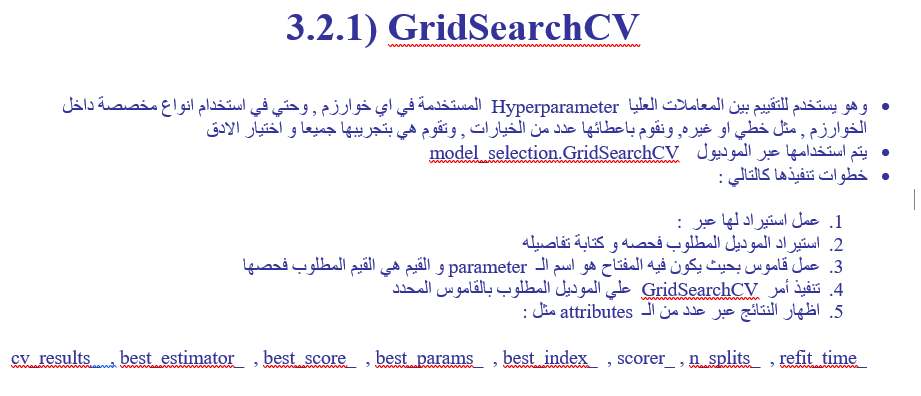 3.2.1) GridSearchCV
• وهو يستخدم للتقييم بين المعاملات العليا Hyperparameter المستخدمة في اي خوارزم , وحتي في استخدام انواع مخصصة داخل
الخوارزم , مثل خطي او غيره, ونقوم باعطائها عدد من الخيارات , وتقوم هي بتجريبها جميعا و اختيار الادق
• يتم استخدامها عبر الموديول model_selection.GridSearchCV
• خطوات تنفيذها كالتالي :
1. عمل استيراد لها عبر :
2. استيراد الموديل المطلوب فحصه و كتابة تفاصيله
3. عمل قاموس بحيث يكون فيه المفتاح هو اسم الـ parameter و القيم هي القيم المطلوب فحصها
4. تنفيذ أمر GridSearchCV علي الموديل المطلوب بالقاموس المحدد
5. اظهار النتائج عبر عدد من الـ attributes مثل :
cv_results_ , best_estimator_ , best_score_ , best_params_ , best_index_ , scorer_ , n_splits_ , refit_time_